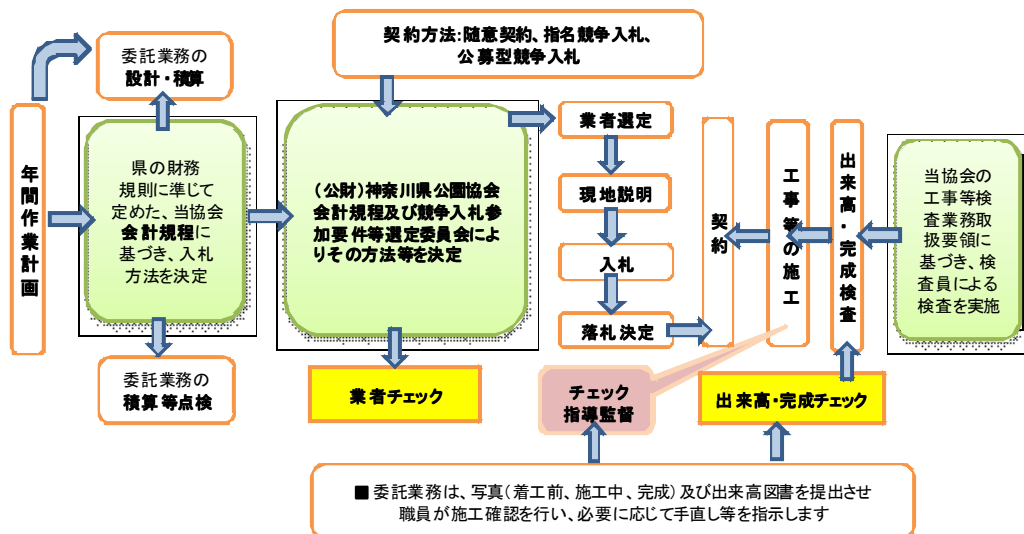 契約方法:随意契約、指名競争入札、
公募型競争入札
委託業務の
設計・積算
年間作業計画
県の財務
規則に準じて
定めた、当協会
会計規程に
基づき、入札
方法を決定
委託業務の
積算等点検
(公財)神奈川県公園協会
会計規程及び競争入札参
加要件等選定委員会によ
りその方法等を決定
業者チェック
業者選定
現地説明
入札
落札決定
契約
工事等の施工
出来高・完成検査
当協会の
工事等検
査業務取
扱要領に
基づき、検
査員による
検査を実施
チェック
指導監督
出来高・完成チェック
■ 委託業務は、写真(着工前、施工中、完成)及び出来高図書を提出させ
職員が施工確認を行い、必要に応じて手直し等を指示します